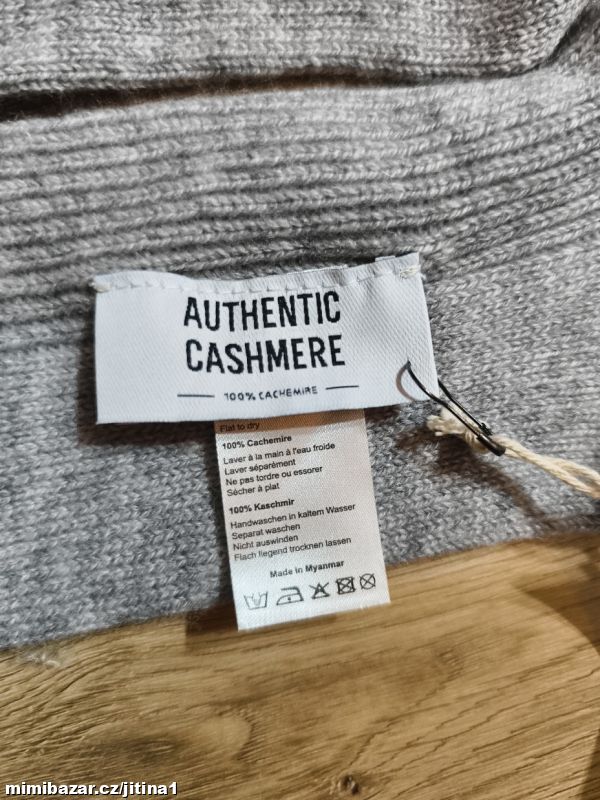 AUTHENTIC
CASHMERE
100% CACHEMIRE
Flat to dry
100% Cachemire
Laver à la main à l'eau froide
Laver séparément
Ne pas tordre ou essorer
Sécher à plat
100% Kaschmir
Handwaschen in kaltem Wasser
Separat waschen
Nicht auswinden
Flach liegend trocknen lassen
Made in Myanmar
mimibazar.cz/jitina1